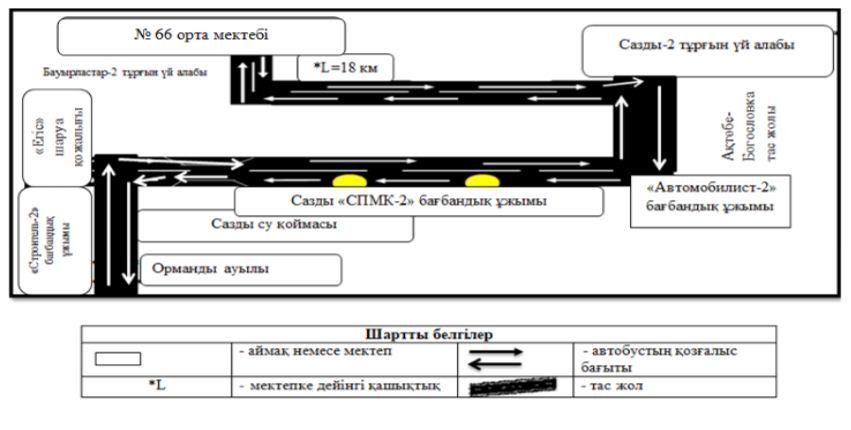 № 66 орта мектебі
Сазды-2 тұрғын үй алабы
Бауырластар-2 тұрғын үй алабы
*L=18 км
«Егіс»
шаруа
қожалығы
Ақтөбе-
Богословка
тас жолы
«Автомобилист-2»
бағбандық ұжымы
Сазды «СПМК-2» бағбандық ұжымы
«Строитель-2»
бағбандық
ұжымы
Сазды су қоймасы
Орманды ауылы
Шартты белгілер
- аймақ немесе мектеп
- автобустың қозғалыс
бағыты
*L
- мектепке дейінгі қашықтық
- тас жол